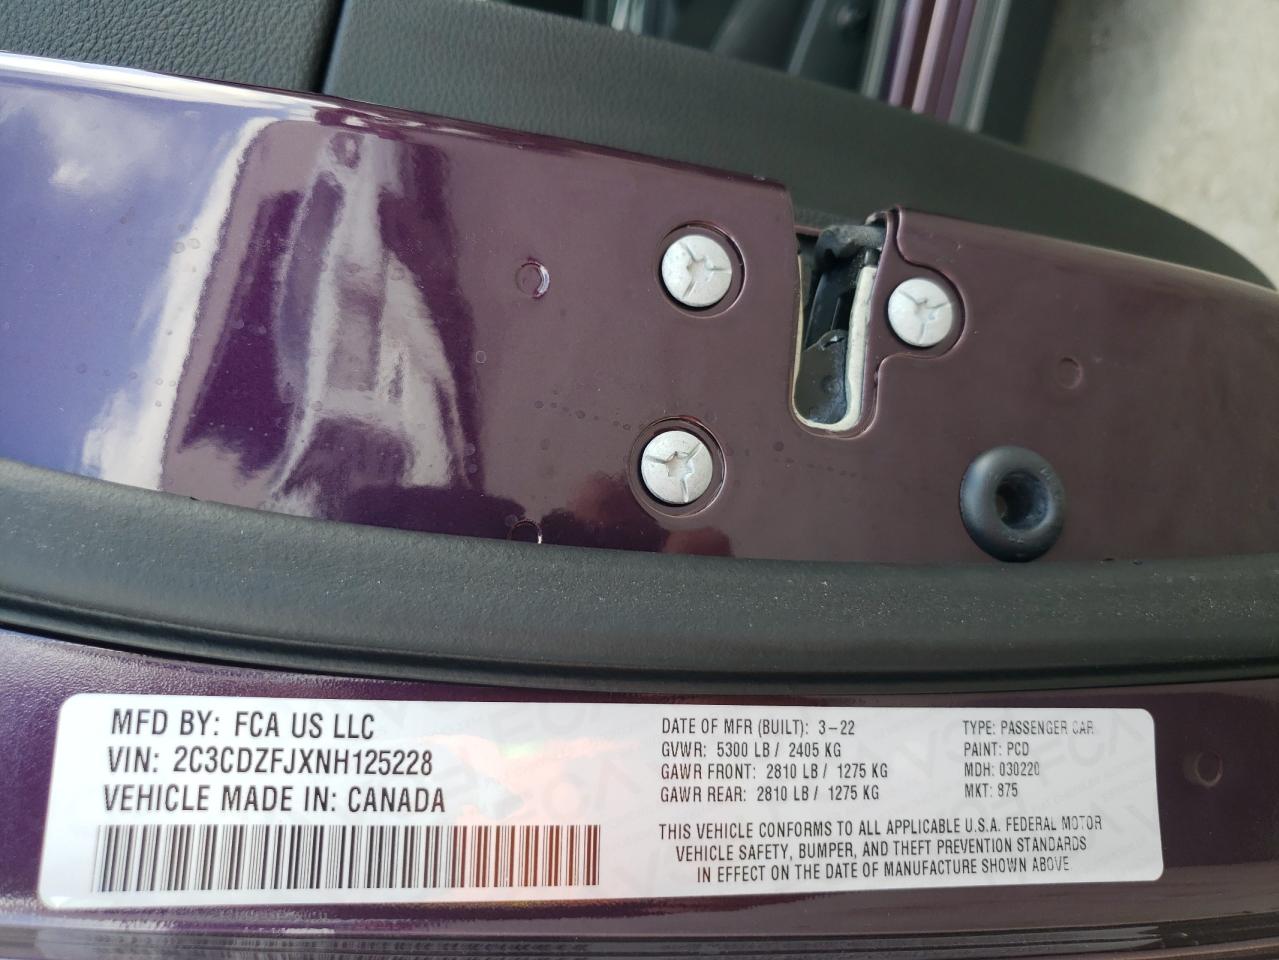 MFD BY: FCA US LLC
VIN: 2C3CDZFJXNH125228
VEHICLE MADE IN: CANADA
DATE OF MFR (BUILT): 3-22
GVWR: 5300 LB / 2405 KG
GAWR FRONT: 2810 LB / 1275 KG
GAWR REAR: 2810 LB / 1275 KG
TYPE: PASSENGER CAR
PAINT: PCD
MDH: 030220
MKT: 875
THIS VEHICLE CONFORMS TO ALL APPLICABLE U.S.A. FEDERAL MOTOR
VEHICLE SAFETY, BUMPER, AND THEFT PREVENTION STANDARDS
IN EFFECT ON THE DATE OF MANUFACTURE SHOWN ABOVE